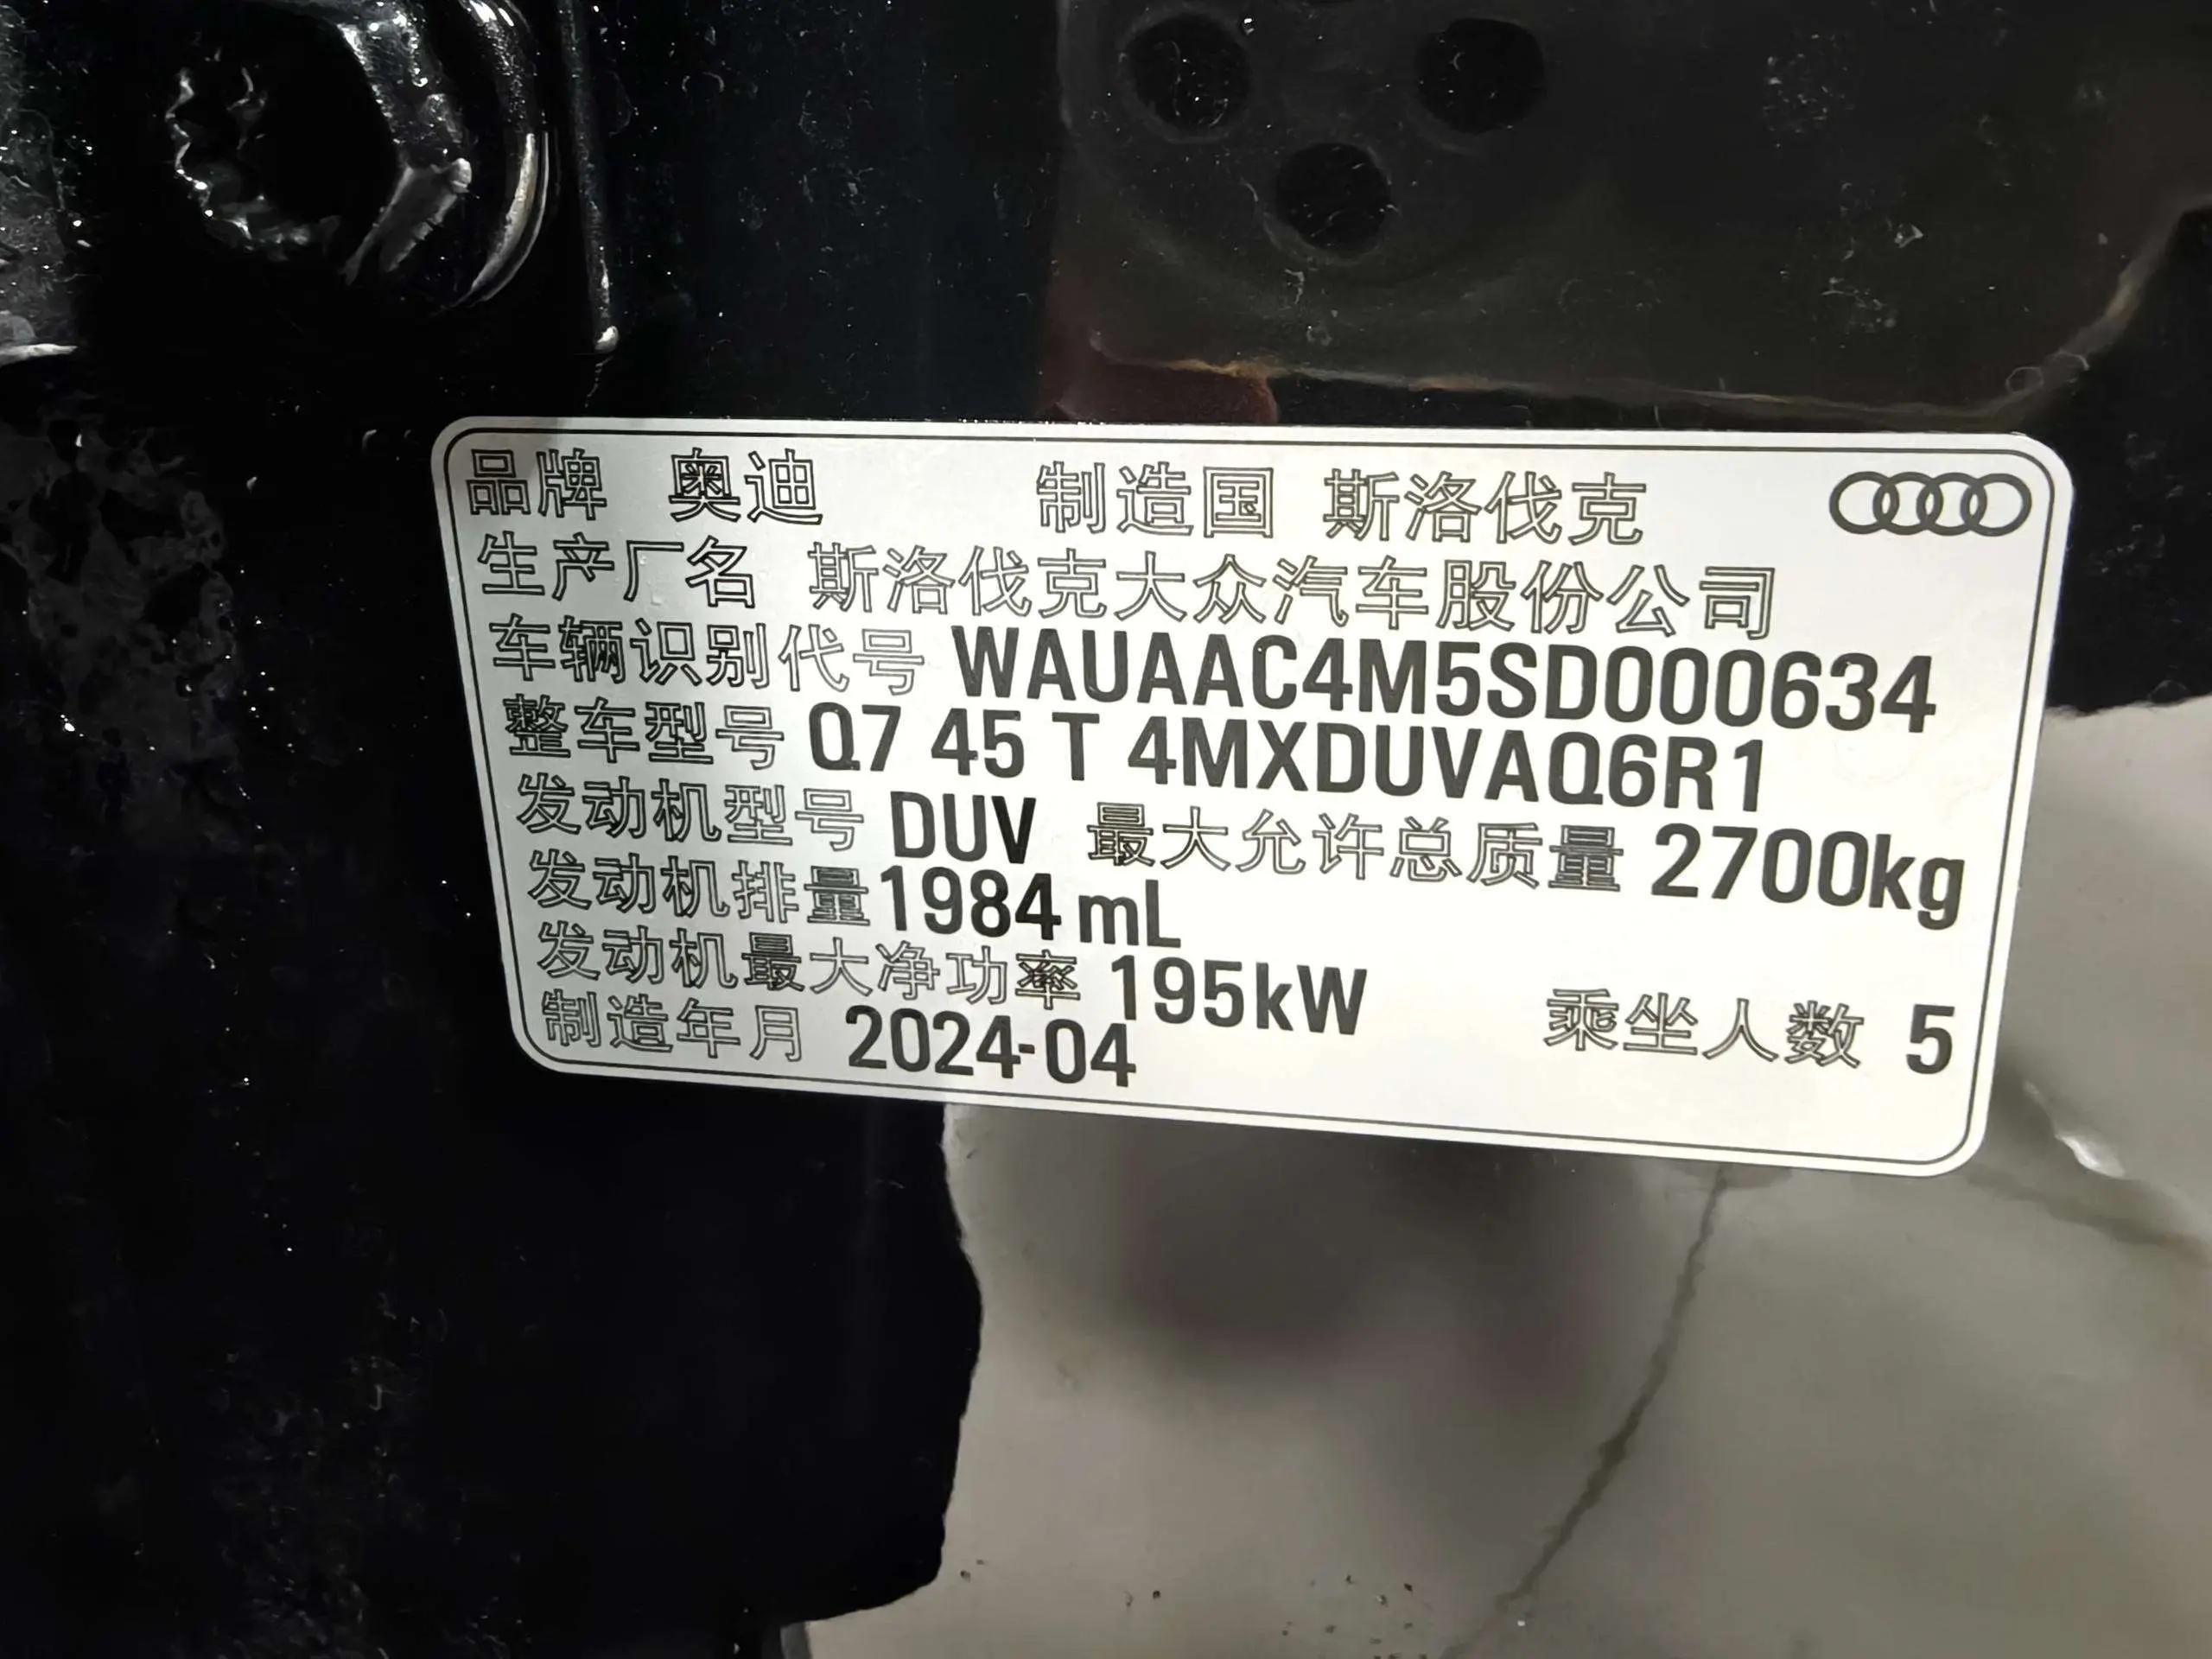 品牌 奥迪 制造国 斯洛伐克
生产厂名 斯洛伐克大众汽车股份公司
车辆识别代号 WAUAAC4M5SD000634
整车型号 Q7 45 T 4MXDUVAQ6R1
发动机型号 DUV 最大允许总质量 2700kg
发动机排量 1984 mL
发动机最大净功率 195kW 乘坐人数 5
制造年月 2024-04